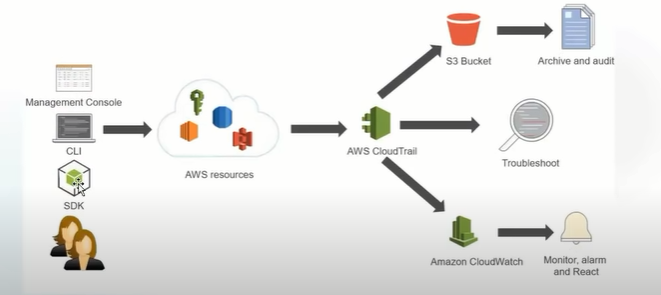 Management Console
CLI
SDK
AWS resources
AWS CloudTrail
S3 Bucket
Archive and audit
Troubleshoot
Amazon CloudWatch
Monitor, alarm
and React